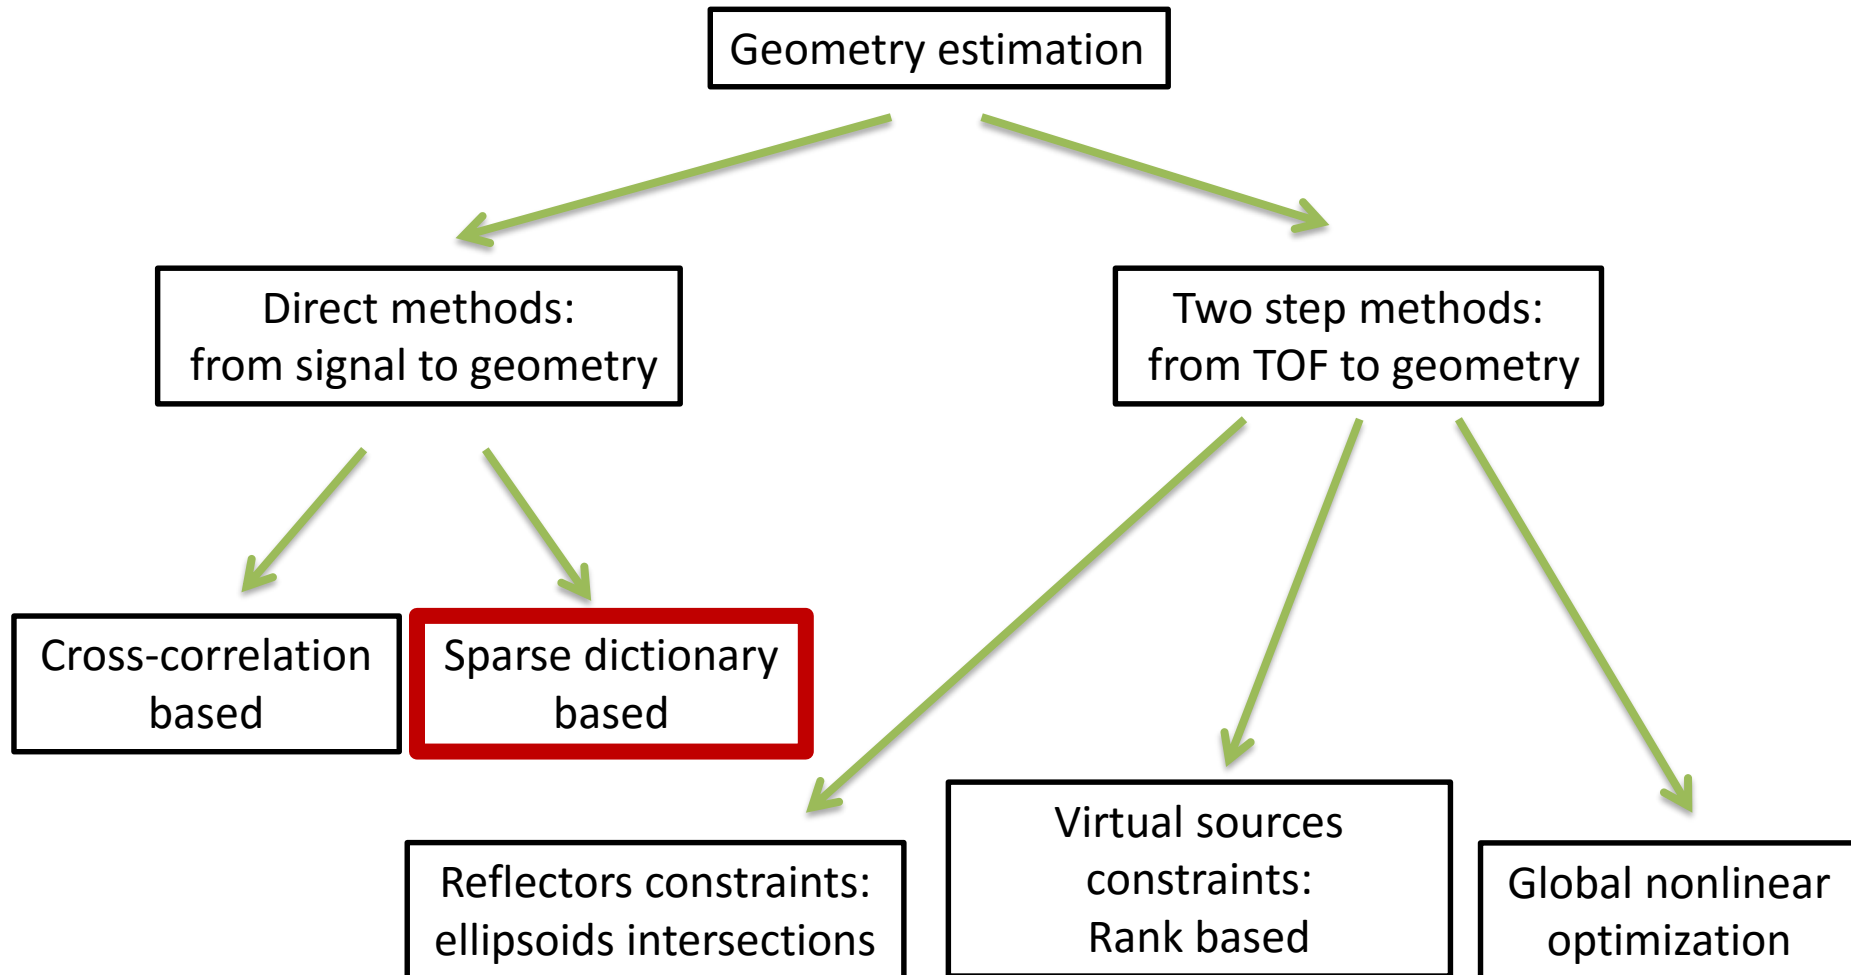 Geometry estimation
Direct methods:
from signal to geometry
Two step methods:
from TOF to geometry
Cross-correlation
based
Sparse dictionary
based
Reflectors constraints:
ellipsoids intersections
Virtual sources
constraints:
Rank based
Global nonlinear
optimization